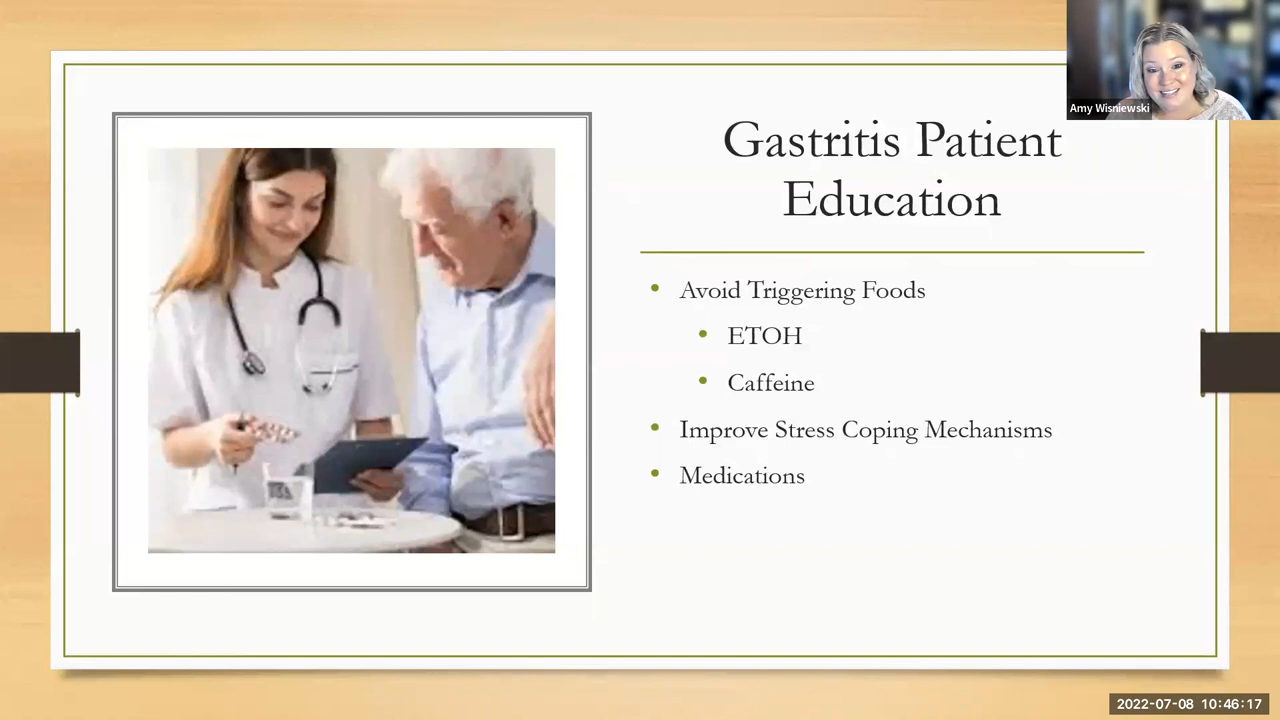 Amy Wisniewski
Gastritis Patient
Education
• Avoid Triggering Foods
• ETOH
• Caffeine
• Improve Stress Coping Mechanisms
• Medications
2022-07-08 10:46:17